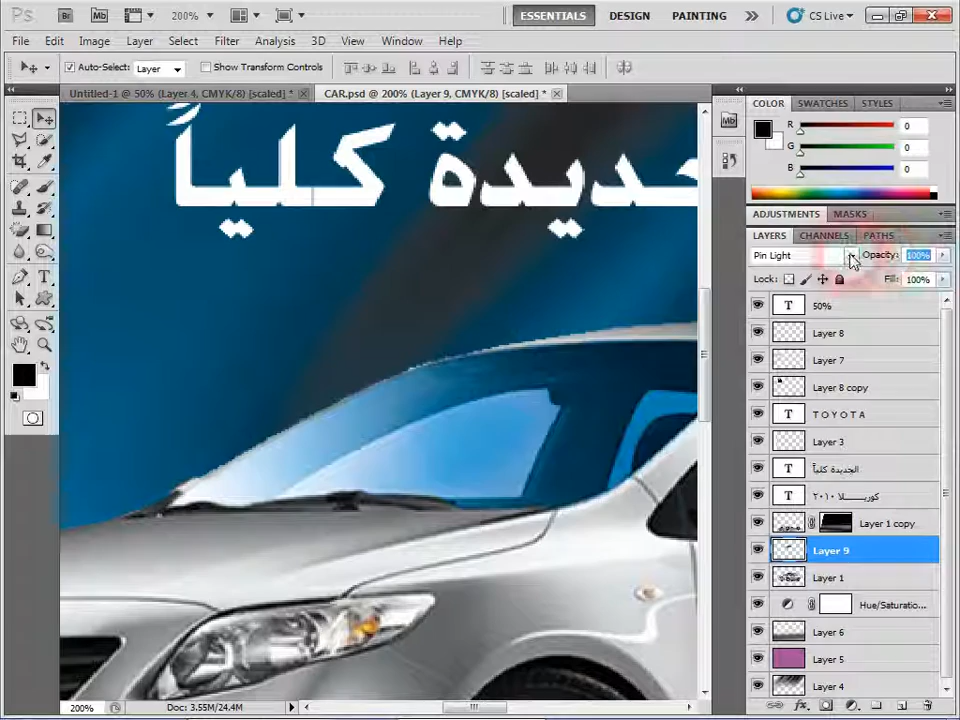 Ps Br Mb 200% ESSENTIALS DESIGN PAINTING CS Live
File Edit Image Layer Select Filter Analysis 3D View Window Help
Auto-Select: Layer Show Transform Controls
Untitled-1 @ 50% (Layer 4, CMYK/8) [scaled] * CAR.psd @ 200% (Layer 9, CMYK/8) [scaled] *
جديدة كلياً
Mb
COLOR SWATCHES STYLES
R 0
G 0
B 0
ADJUSTMENTS MASKS
LAYERS CHANNELS PATHS
Pin Light Opacity: 100%
Lock: Fill: 100%
T 50%
Layer 8
Layer 7
Layer 8 copy
T T O Y O T A
Layer 3
T الجديدة كلياً
T كوريـــــلا ٢٠١٠
Layer 1 copy
Layer 9
Layer 1
Hue/Saturatio...
Layer 6
Layer 5
Layer 4
200% Doc: 3.55M/24.4M